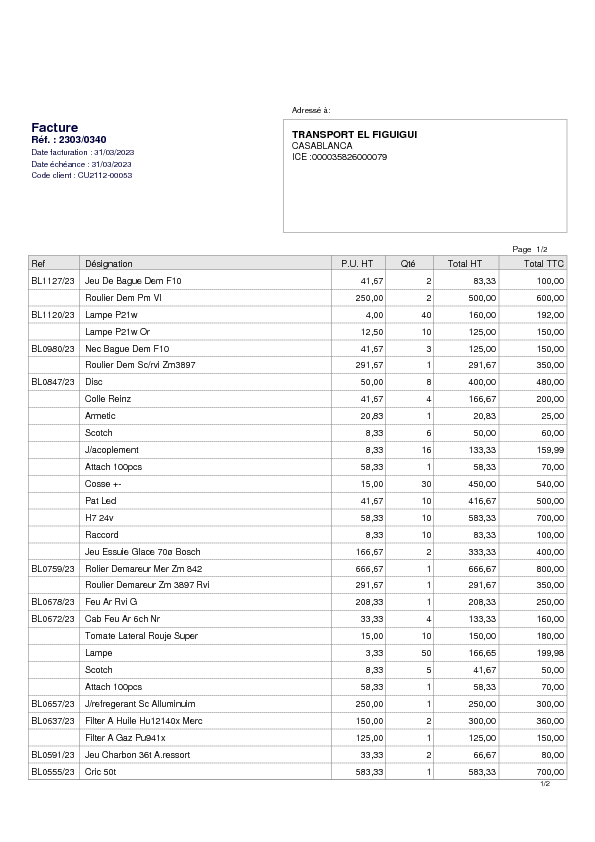 Adressé à:
Facture
Réf. : 2303/0340
Date facturation : 31/03/2023
Date échéance : 31/03/2023
Code client : CU2112-00053
TRANSPORT EL FIGUIGUI
CASABLANCA
ICE :000035826000079
Page 1/2
Ref Désignation P.U. HT Qté Total HT Total TTC
BL1127/23 Jeu De Bague Dem F10 41,67 2 83,33 100,00
Roulier Dem Pm Vl 250,00 2 500,00 600,00
BL1120/23 Lampe P21w 4,00 40 160,00 192,00
Lampe P21w Or 12,50 10 125,00 150,00
BL0980/23 Nec Bague Dem F10 41,67 3 125,00 150,00
Roulier Dem Sc/rvi Zm3897 291,67 1 291,67 350,00
BL0847/23 Disc 50,00 8 400,00 480,00
Colle Reinz 41,67 4 166,67 200,00
Armetic 20,83 1 20,83 25,00
Scotch 8,33 6 50,00 60,00
J/acoplement 8,33 16 133,33 159,99
Attach 100pcs 58,33 1 58,33 70,00
Cosse +- 15,00 30 450,00 540,00
Pat Led 41,67 10 416,67 500,00
H7 24v 58,33 10 583,33 700,00
Raccord 8,33 10 83,33 100,00
Jeu Essuie Glace 70ø Bosch 166,67 2 333,33 400,00
BL0759/23 Rolier Demareur Mer Zm 842 666,67 1 666,67 800,00
Roulier Demareur Zm 3897 Rvi 291,67 1 291,67 350,00
BL0678/23 Feu Ar Rvi G 208,33 1 208,33 250,00
BL0672/23 Cab Feu Ar 6ch Nr 33,33 4 133,33 160,00
Tomate Lateral Rouje Super 15,00 10 150,00 180,00
Lampe 3,33 50 166,65 199,98
Scotch 8,33 5 41,67 50,00
Attach 100pcs 58,33 1 58,33 70,00
BL0657/23 J/refregerant Sc Alluminuim 250,00 1 250,00 300,00
BL0637/23 Filter A Huile Hu12140x Merc 150,00 2 300,00 360,00
Filter A Gaz Pu941x 125,00 1 125,00 150,00
BL0591/23 Jeu Charbon 36t A.ressort 33,33 2 66,67 80,00
BL0555/23 Cric 50t 583,33 1 583,33 700,00
1/2